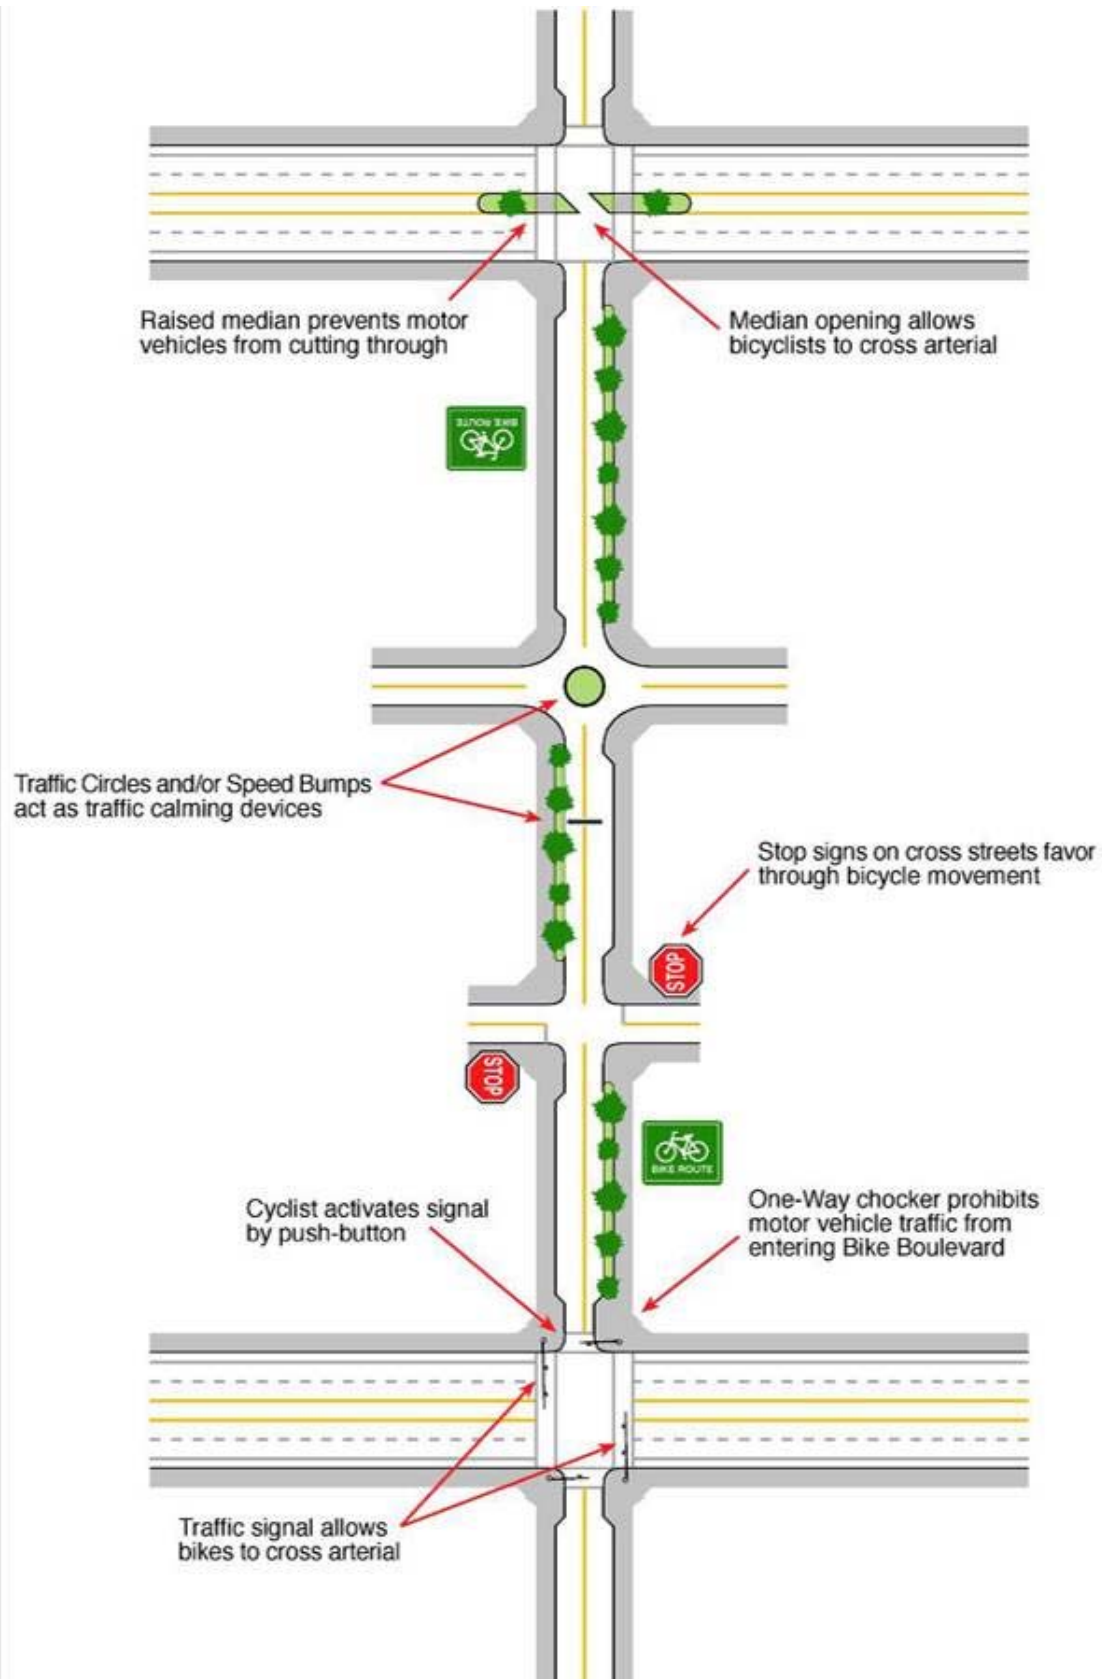 Raised median prevents motor
vehicles from cutting through
Median opening allows
bicyclists to cross arterial
BIKE ROUTE
Traffic Circles and/or Speed Bumps
act as traffic calming devices
Stop signs on cross streets favor
through bicycle movement
STOP
STOP
BIKE ROUTE
Cyclist activates signal
by push-button
One-Way chocker prohibits
motor vehicle traffic from
entering Bike Boulevard
Traffic signal allows
bikes to cross arterial